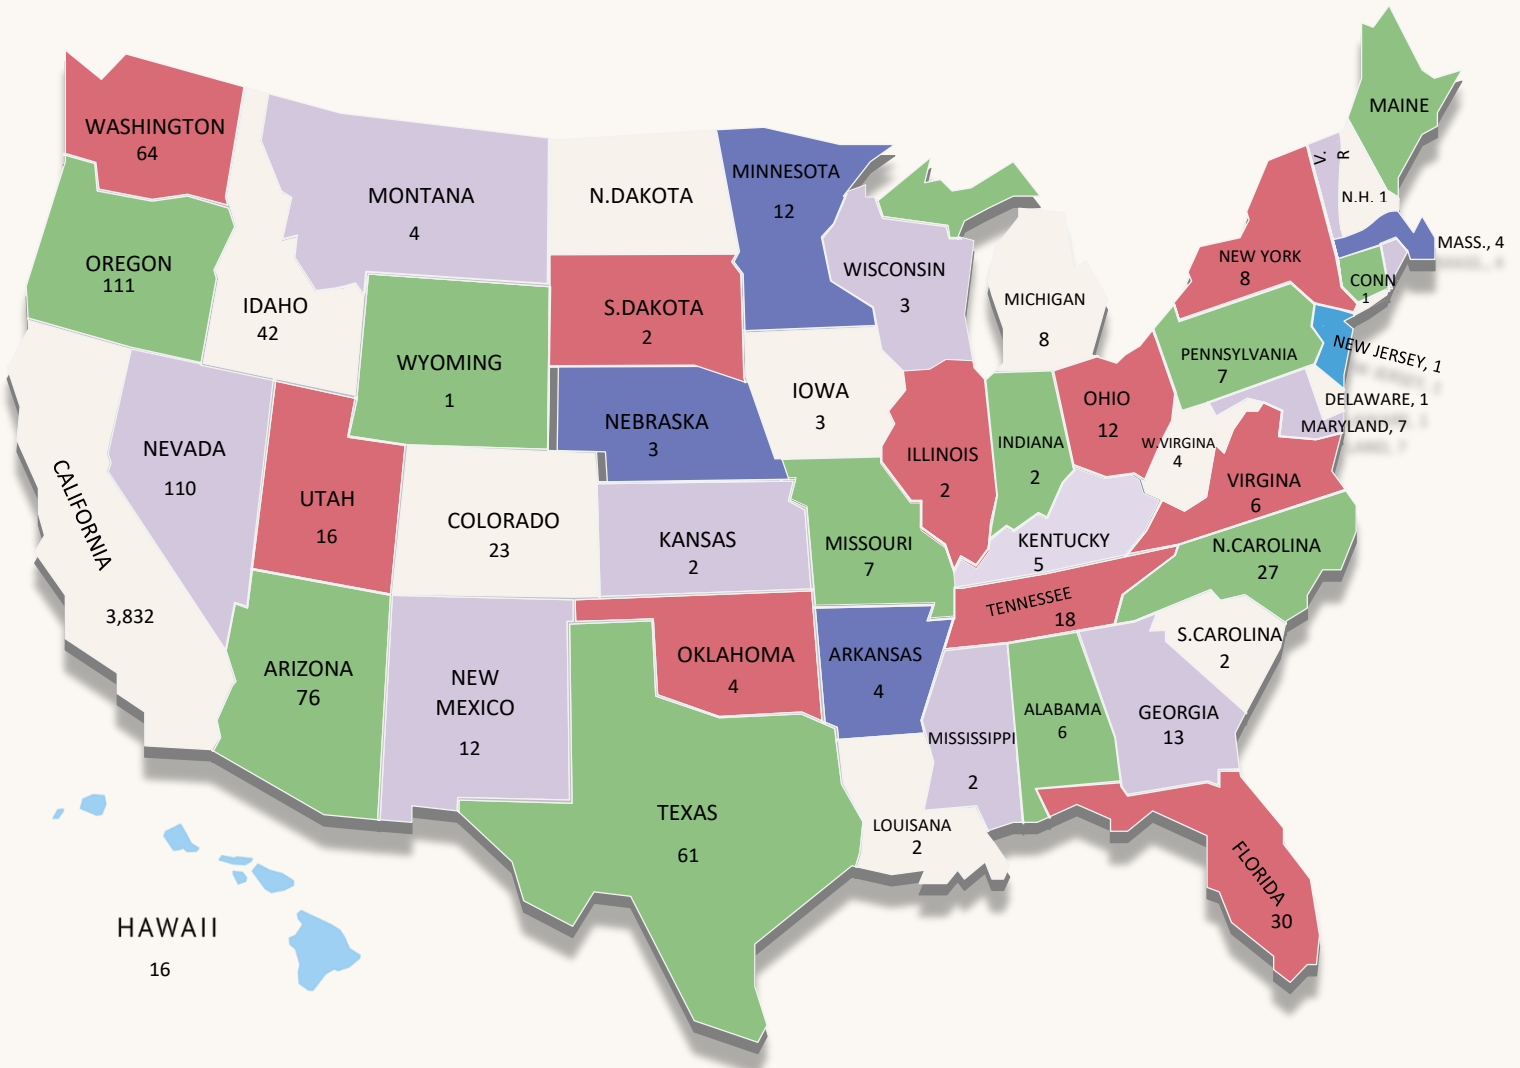 MAINE
WASHINGTON
64
V.
R
MONTANA
4
N.DAKOTA
MINNESOTA
12
N.H. 1
MASS., 4
OREGON
111
IDAHO
42
WISCONSIN
3
NEW YORK
8
CONN
1
S.DAKOTA
2
MICHIGAN
8
WYOMING
1
PENNSYLVANIA
7
NEW JERSEY, 1
DELAWARE, 1
MARYLAND, 7
IOWA
3
OHIO
12
NEBRASKA
3
NEVADA
110
CALIFORNIA
3,832
UTAH
16
COLORADO
23
ILLINOIS
2
INDIANA
2
W.VIRGINA
4
VIRGINA
6
KANSAS
2
MISSOURI
7
KENTUCKY
5
N.CAROLINA
27
TENNESSEE
18
S.CAROLINA
2
ARIZONA
76
NEW
MEXICO
12
OKLAHOMA
4
ARKANSAS
4
MISSISSIPPI
2
ALABAMA
6
GEORGIA
13
TEXAS
61
LOUISANA
2
FLORIDA
30
HAWAII
16